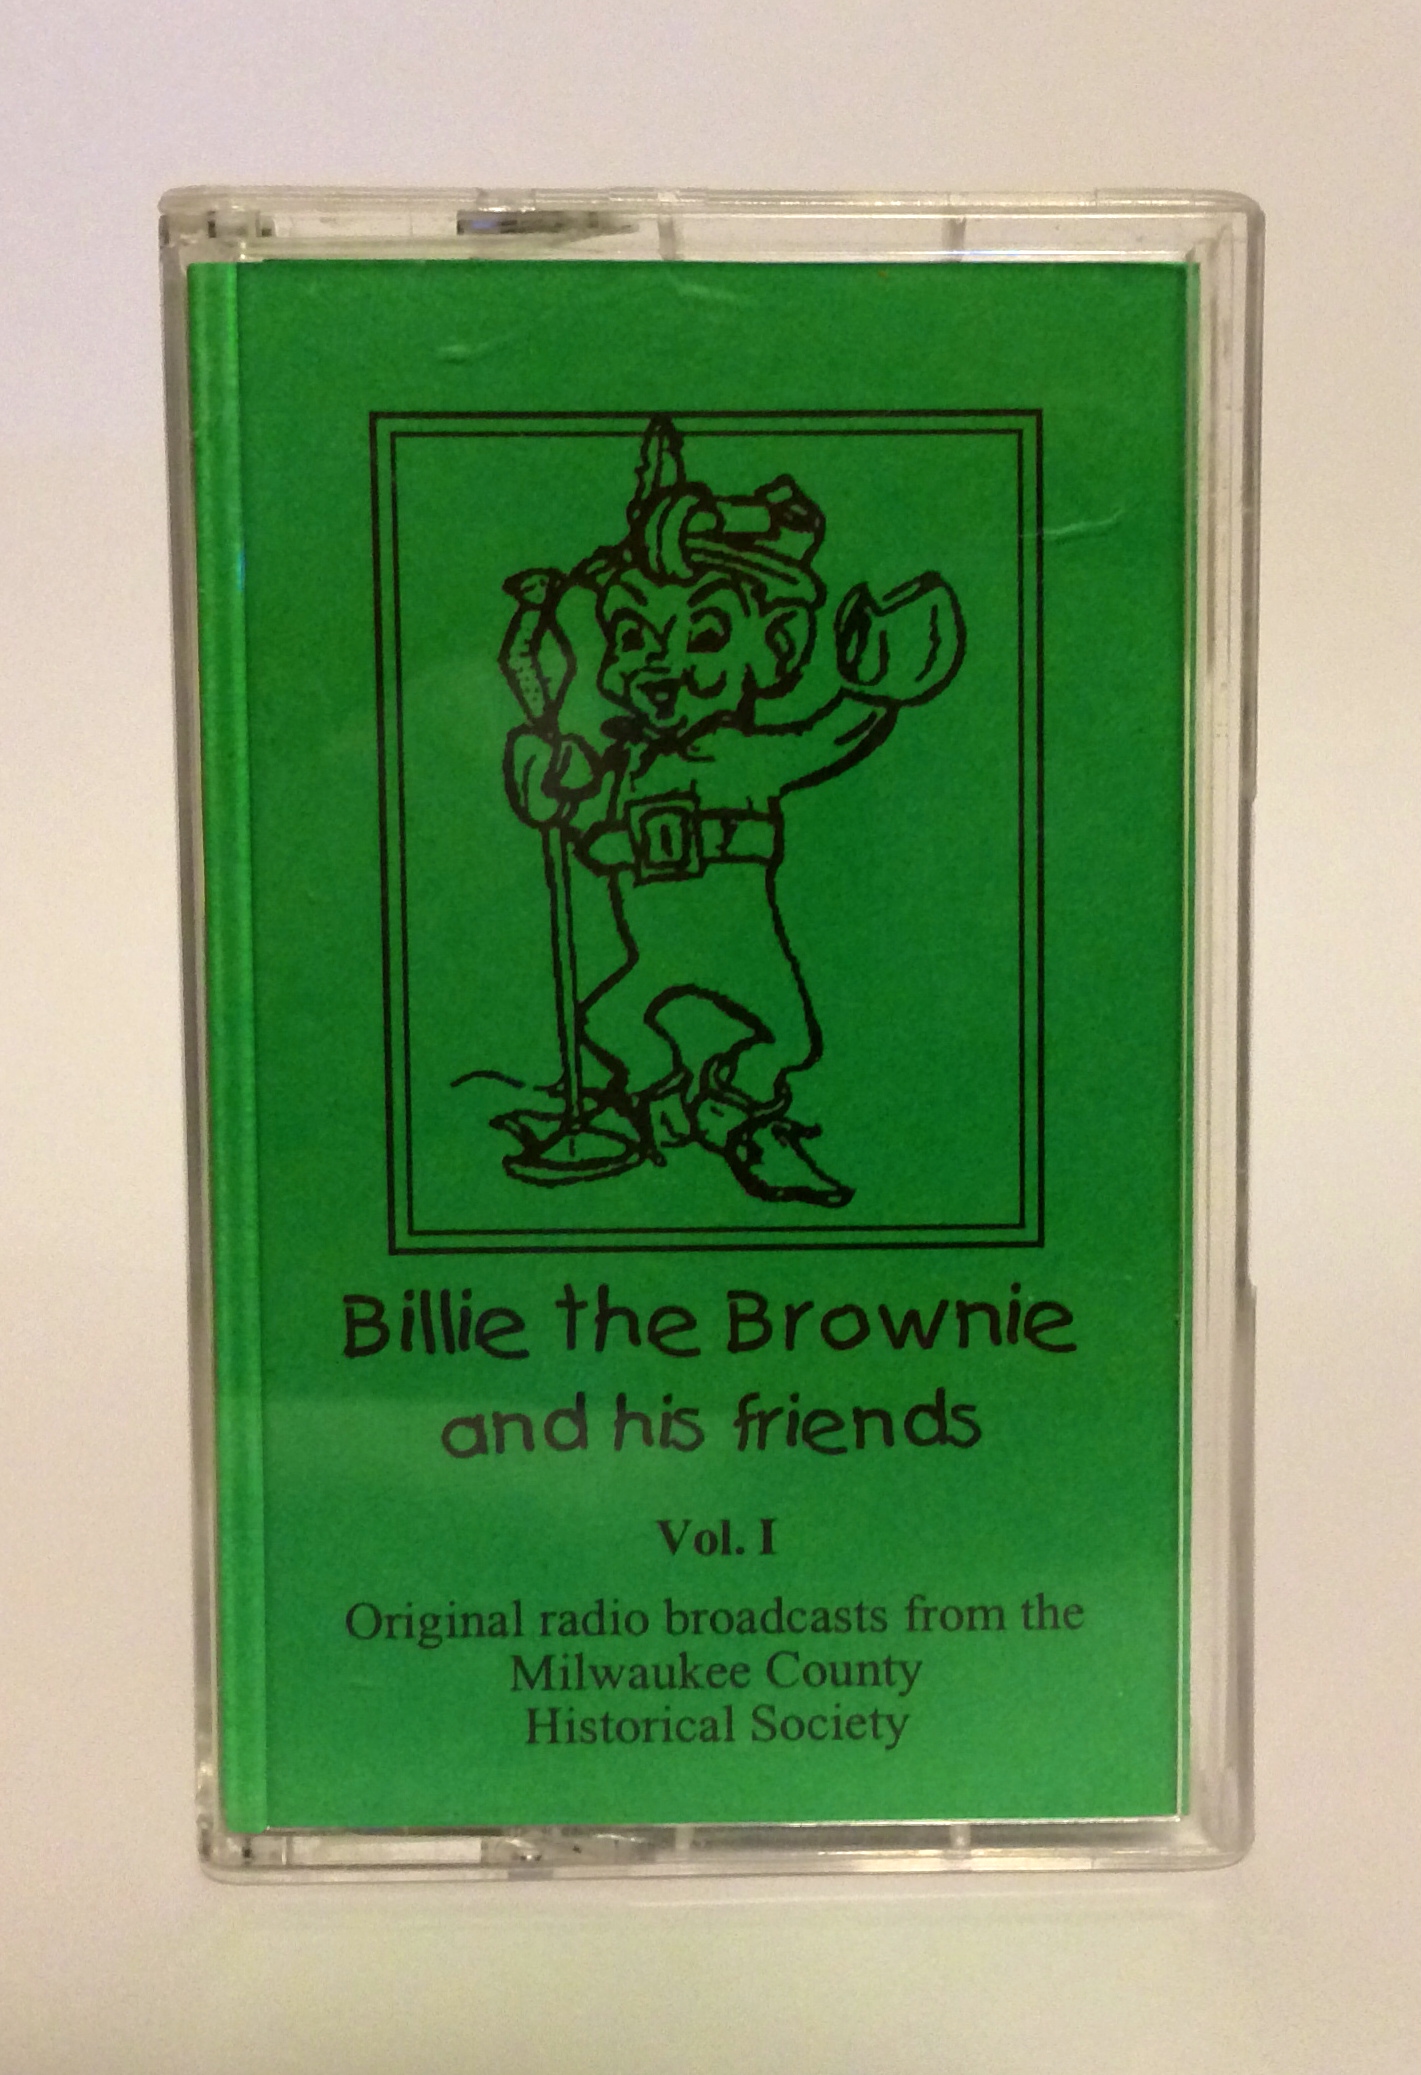 Billie the Brownie
and his friends
Vol. I
Original radio broadcasts from the
Milwaukee County
Historical Society